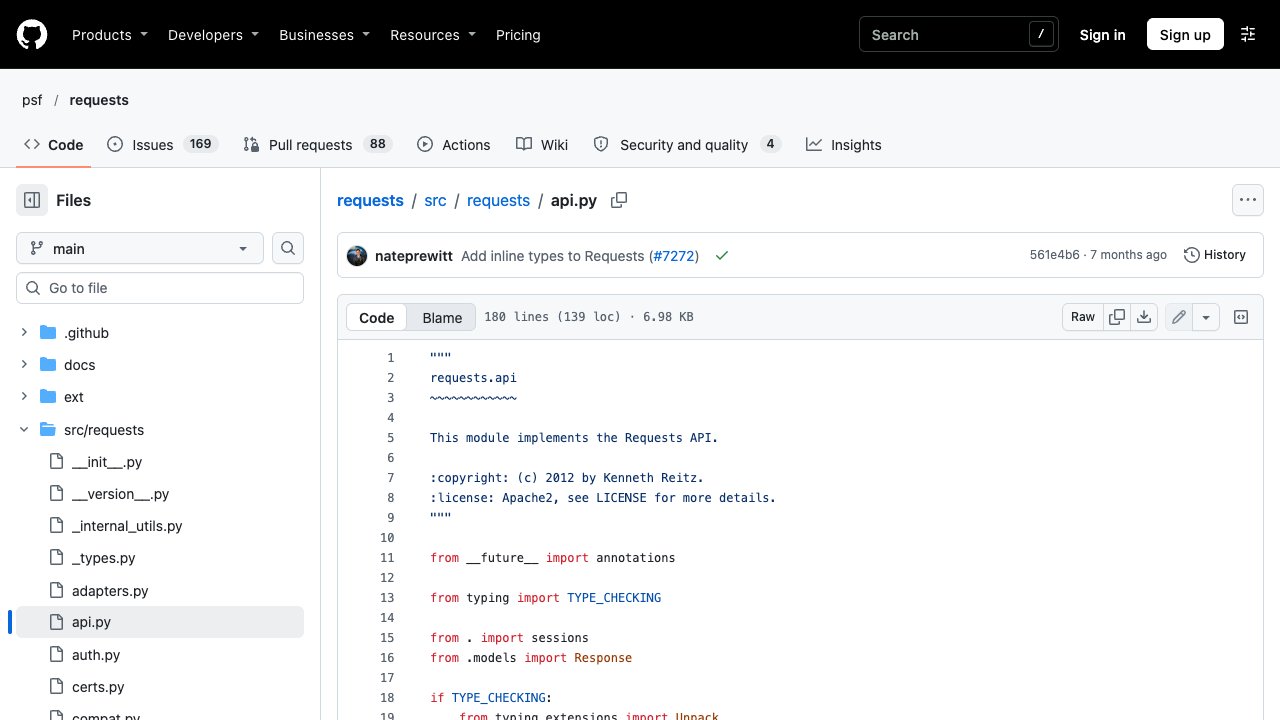 Products Developers Businesses Resources Pricing Search / Sign in Sign up
psf / requests
Code Issues 169 Pull requests 88 Actions Wiki Security and quality 4 Insights
Files
main
Go to file
.github
docs
ext
src/requests
__init__.py
__version__.py
_internal_utils.py
_types.py
adapters.py
api.py
auth.py
certs.py
compat.py
requests / src / requests / api.py
nateprewitt Add inline types to Requests (#7272) 561e4b6 · 7 months ago History
Code Blame 180 lines (139 loc) · 6.98 KB Raw
1 """
2 requests.api
3 ~~~~~~~~~~~~
4
5 This module implements the Requests API.
6
7 :copyright: (c) 2012 by Kenneth Reitz.
8 :license: Apache2, see LICENSE for more details.
9 """
10
11 from __future__ import annotations
12
13 from typing import TYPE_CHECKING
14
15 from . import sessions
16 from .models import Response
17
18 if TYPE_CHECKING:
19 from typing_extensions import Unpack